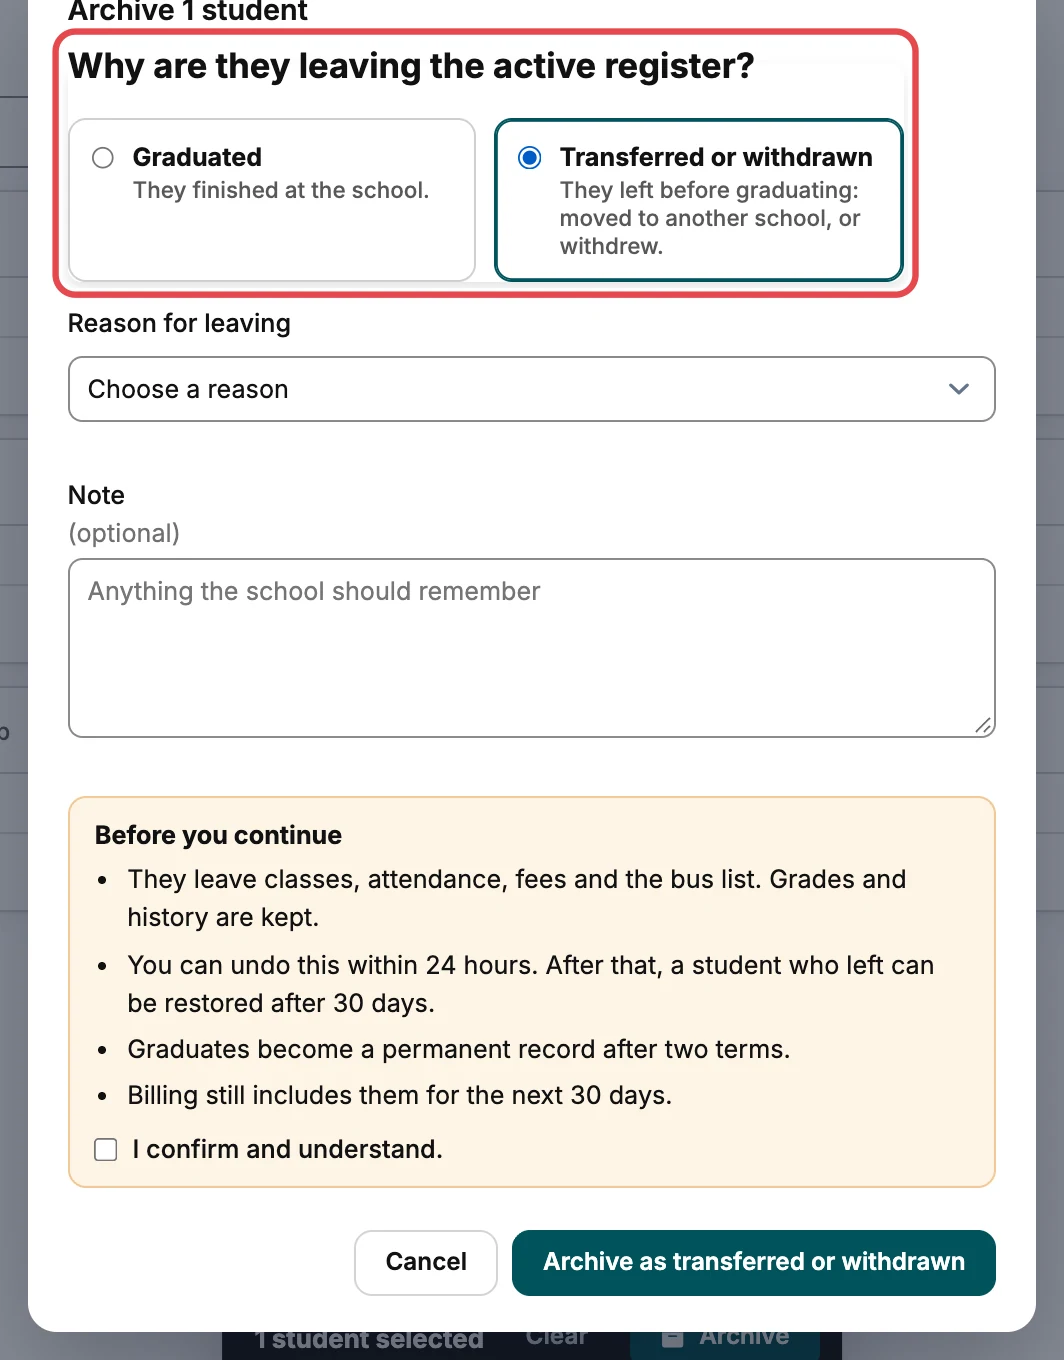 Archive 1 student
Why are they leaving the active register?
Graduated
They finished at the school.
Transferred or withdrawn
They left before graduating:
moved to another school, or
withdrew.
Reason for leaving
Choose a reason
Note
(optional)
Anything the school should remember
Before you continue
• They leave classes, attendance, fees and the bus list. Grades and
history are kept.
• You can undo this within 24 hours. After that, a student who left can
be restored after 30 days.
• Graduates become a permanent record after two terms.
• Billing still includes them for the next 30 days.
I confirm and understand.
Cancel
Archive as transferred or withdrawn
1 student selected
Clear
Archive